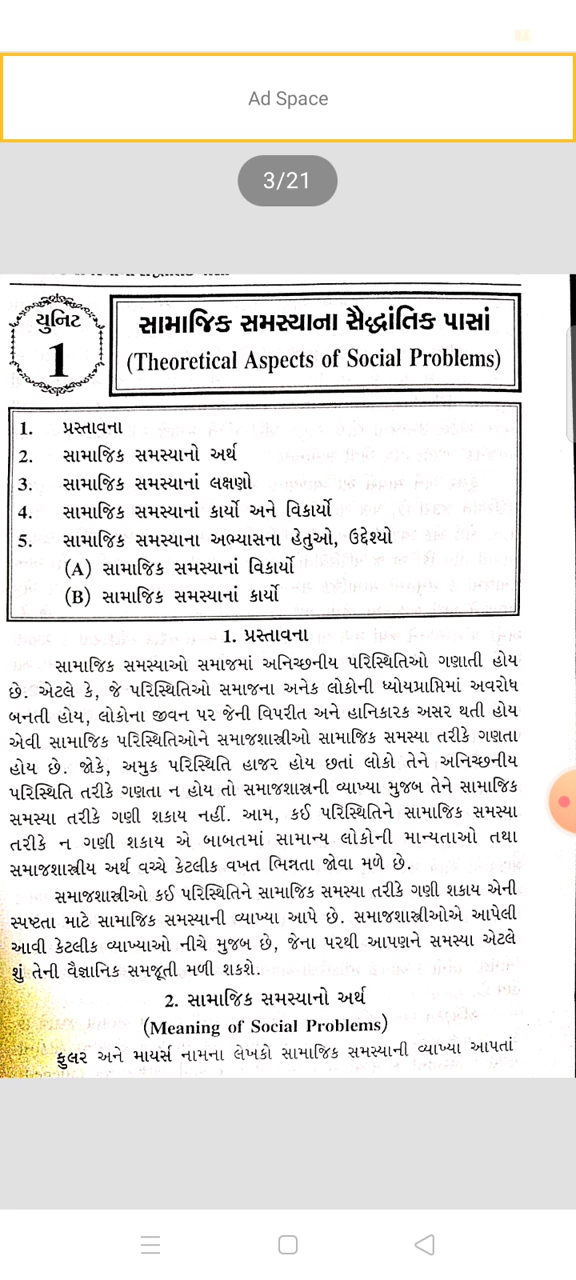 Ad Space
3/21
યુનિટ
1
સામાજિક સમસ્યાના સૈદ્ધાંતિક પાસાં
(Theoretical Aspects of Social Problems)
1. પ્રસ્તાવના
2. સામાજિક સમસ્યાનો અર્થ
3. સામાજિક સમસ્યાનાં લક્ષણો
4. સામાજિક સમસ્યાનાં કાર્યો અને વિકાર્યો
5. સામાજિક સમસ્યાના અભ્યાસના હેતુઓ, ઉદ્દેશ્યો
(A) સામાજિક સમસ્યાનાં વિકાર્યો
(B) સામાજિક સમસ્યાનાં કાર્યો
1. પ્રસ્તાવના
સામાજિક સમસ્યાઓ સમાજમાં અનિચ્છનીય પરિસ્થિતિઓ ગણાતી હોય
છે. એટલે કે, જે પરિસ્થિતિઓ સમાજના અનેક લોકોની ધ્યોયપ્રાપ્તિમાં અવરોધ
બનતી હોય, લોકોના જીવન પર જેની વિપરીત અને હાનિકારક અસર થતી હોય
એવી સામાજિક પરિસ્થિતિઓને સમાજશાસ્ત્રીઓ સામાજિક સમસ્યા તરીકે ગણતા
હોય છે. જોકે, અમુક પરિસ્થિતિ હાજર હોય છતાં લોકો તેને અનિચ્છનીય
પરિસ્થિતિ તરીકે ગણતા ન હોય તો સમાજશાસ્ત્રની વ્યાખ્યા મુજબ તેને સામાજિક
સમસ્યા તરીકે ગણી શકાય નહીં. આમ, કઈ પરિસ્થિતિને સામાજિક સમસ્યા
તરીકે ન ગણી શકાય એ બાબતમાં સામાન્ય લોકોની માન્યતાઓ તથા
સમાજશાસ્ત્રીય અર્થ વચ્ચે કેટલીક વખત ભિન્નતા જોવા મળે છે.
સમાજશાસ્ત્રીઓ કઈ પરિસ્થિતિને સામાજિક સમસ્યા તરીકે ગણી શકાય એની
સ્પષ્ટતા માટે સામાજિક સમસ્યાની વ્યાખ્યા આપે છે. સમાજશાસ્ત્રીઓએ આપેલી
આવી કેટલીક વ્યાખ્યાઓ નીચે મુજબ છે, જેના પરથી આપણને સમસ્યા એટલે
શું તેની વૈજ્ઞાનિક સમજૂતી મળી શકશે.
2. સામાજિક સમસ્યાનો અર્થ
(Meaning of Social Problems)
ફુલર અને માયર્સ નામના લેખકો સામાજિક સમસ્યાની વ્યાખ્યા આપતાં